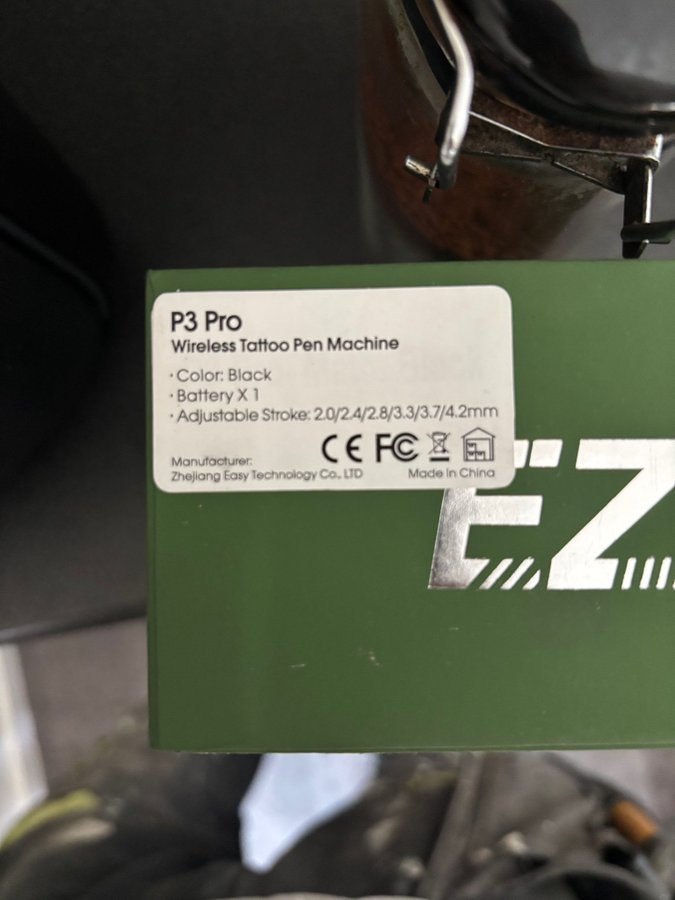 P3 Pro
Wireless Tattoo Pen Machine
· Color: Black
· Battery X 1
· Adjustable Stroke: 2.0/2.4/2.8/3.3/3.7/4.2mm
CE FC
Manufacturer:
Zhejiang Easy Technology Co., LTD Made in China
EZ